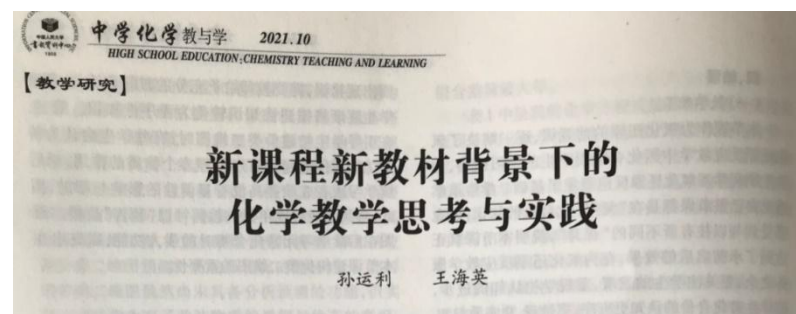 中学化学教与学 2021.10
HIGH SCHOOL EDUCATION:CHEMISTRY TEACHING AND LEARNING
【教学研究】
新课程新教材背景下的
化学教学思考与实践
孙运利 王海英